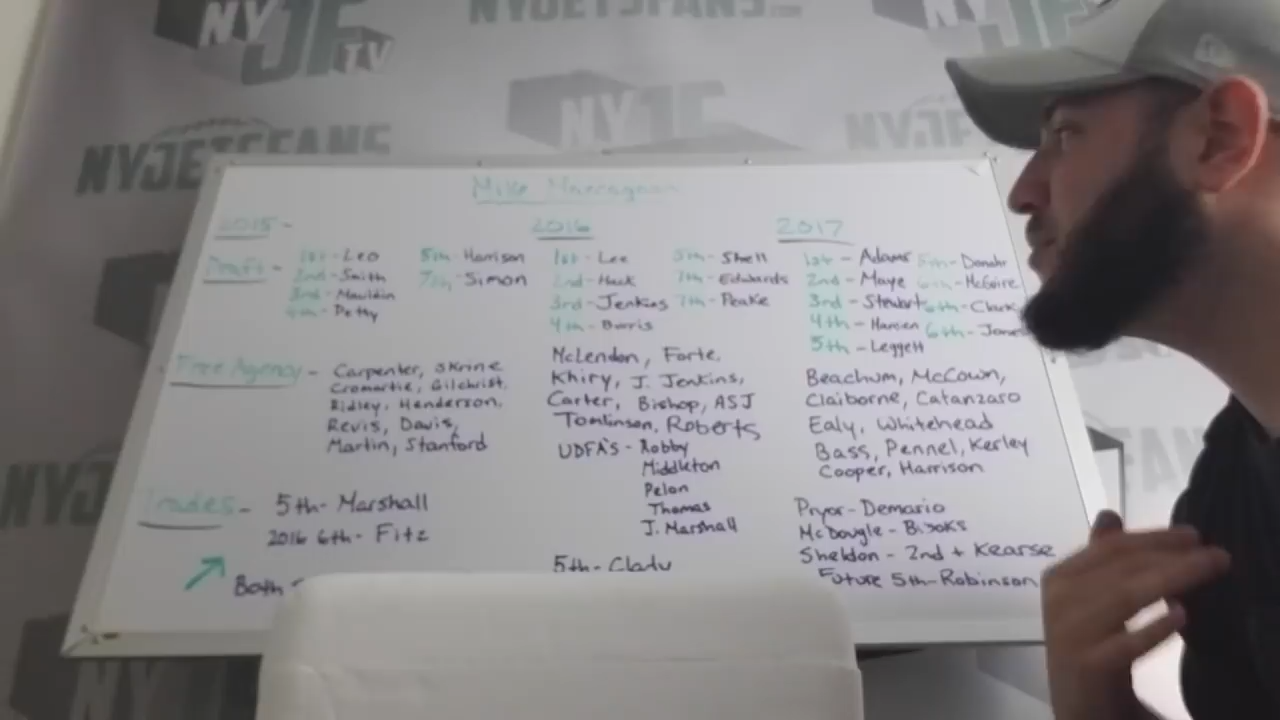 NYJF TV
NYJETSFANS
NYJF
NYJETSFANS
NYJF
Mike Maccagnan
2015 -
Draft - 1st - Leo
2nd - Smith
3rd - Mauldin
4th - Petty
5th - Harrison
7th - Simon
Free Agency - Carpenter, Skrine
Cromartie, Gilchrist,
Ridley, Henderson,
Revis, Davis,
Martin, Stanford
Trades - 5th - Marshall
2016 6th - Fitz
Both
2016
1st - Lee
2nd - Hack
3rd - Jenkins
4th - Burris
5th - Shell
7th - Edwards
7th - Peake
McLendon, Forte,
Khiry, J. Jenkins,
Carter, Bishop, ASJ
Tomlinson, Roberts
UDFA'S - Robby
Middleton
Pelon
Thomas
J. Marshall
5th - Clady
2017
1st - Adams
2nd - Maye
3rd - Stewart
4th - Hansen
5th - Leggett
5th - Donahr
6th - McGuire
6th - Clark
6th - Jones
Beachum, McCown,
Claiborne, Catanzaro
Ealy, Whitehead
Bass, Pennel, Kerley
Cooper, Harrison
Pryor - Demario
McDougle - Brooks
Sheldon - 2nd + Kearse
Future 5th - Robinson